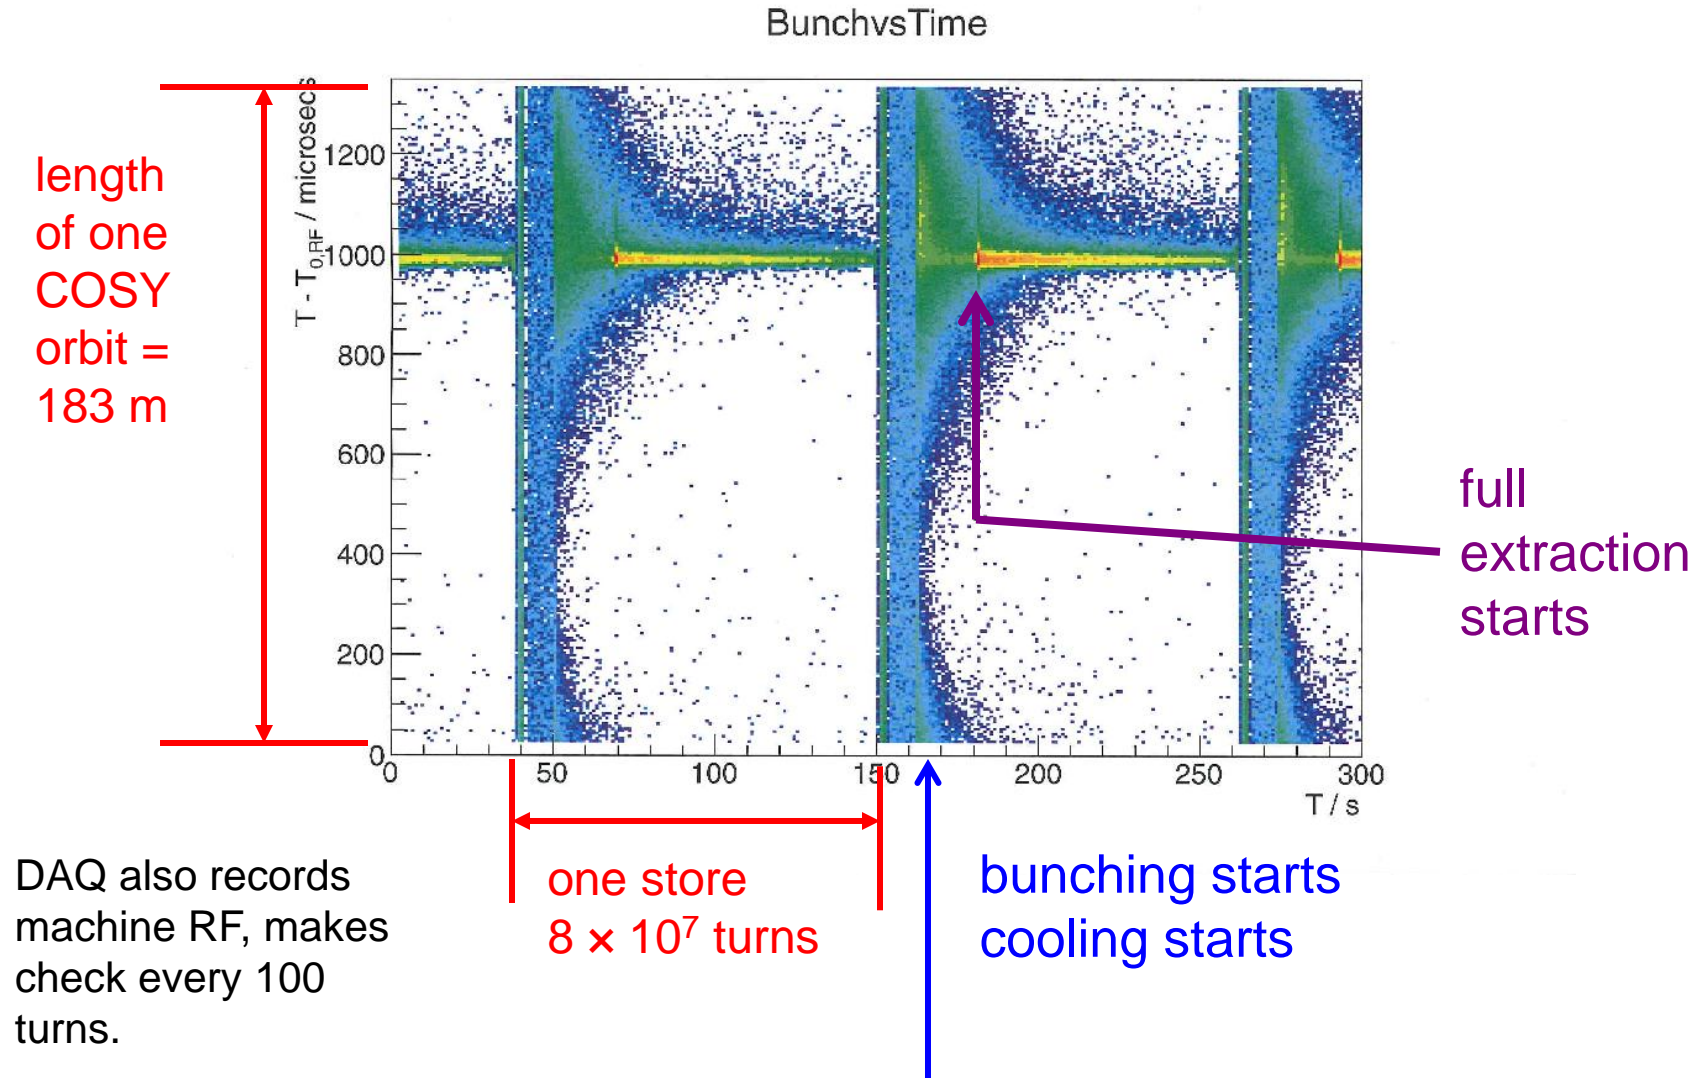 BunchvsTime
length
of one
COSY
orbit =
183 m
T - T0,RF / microsecs
1200
1000
800
600
400
200
0
0
50
100
150
200
250
300
T / s
full
extraction
starts
one store
8 × 10⁷ turns
bunching starts
cooling starts
DAQ also records
machine RF, makes
check every 100
turns.